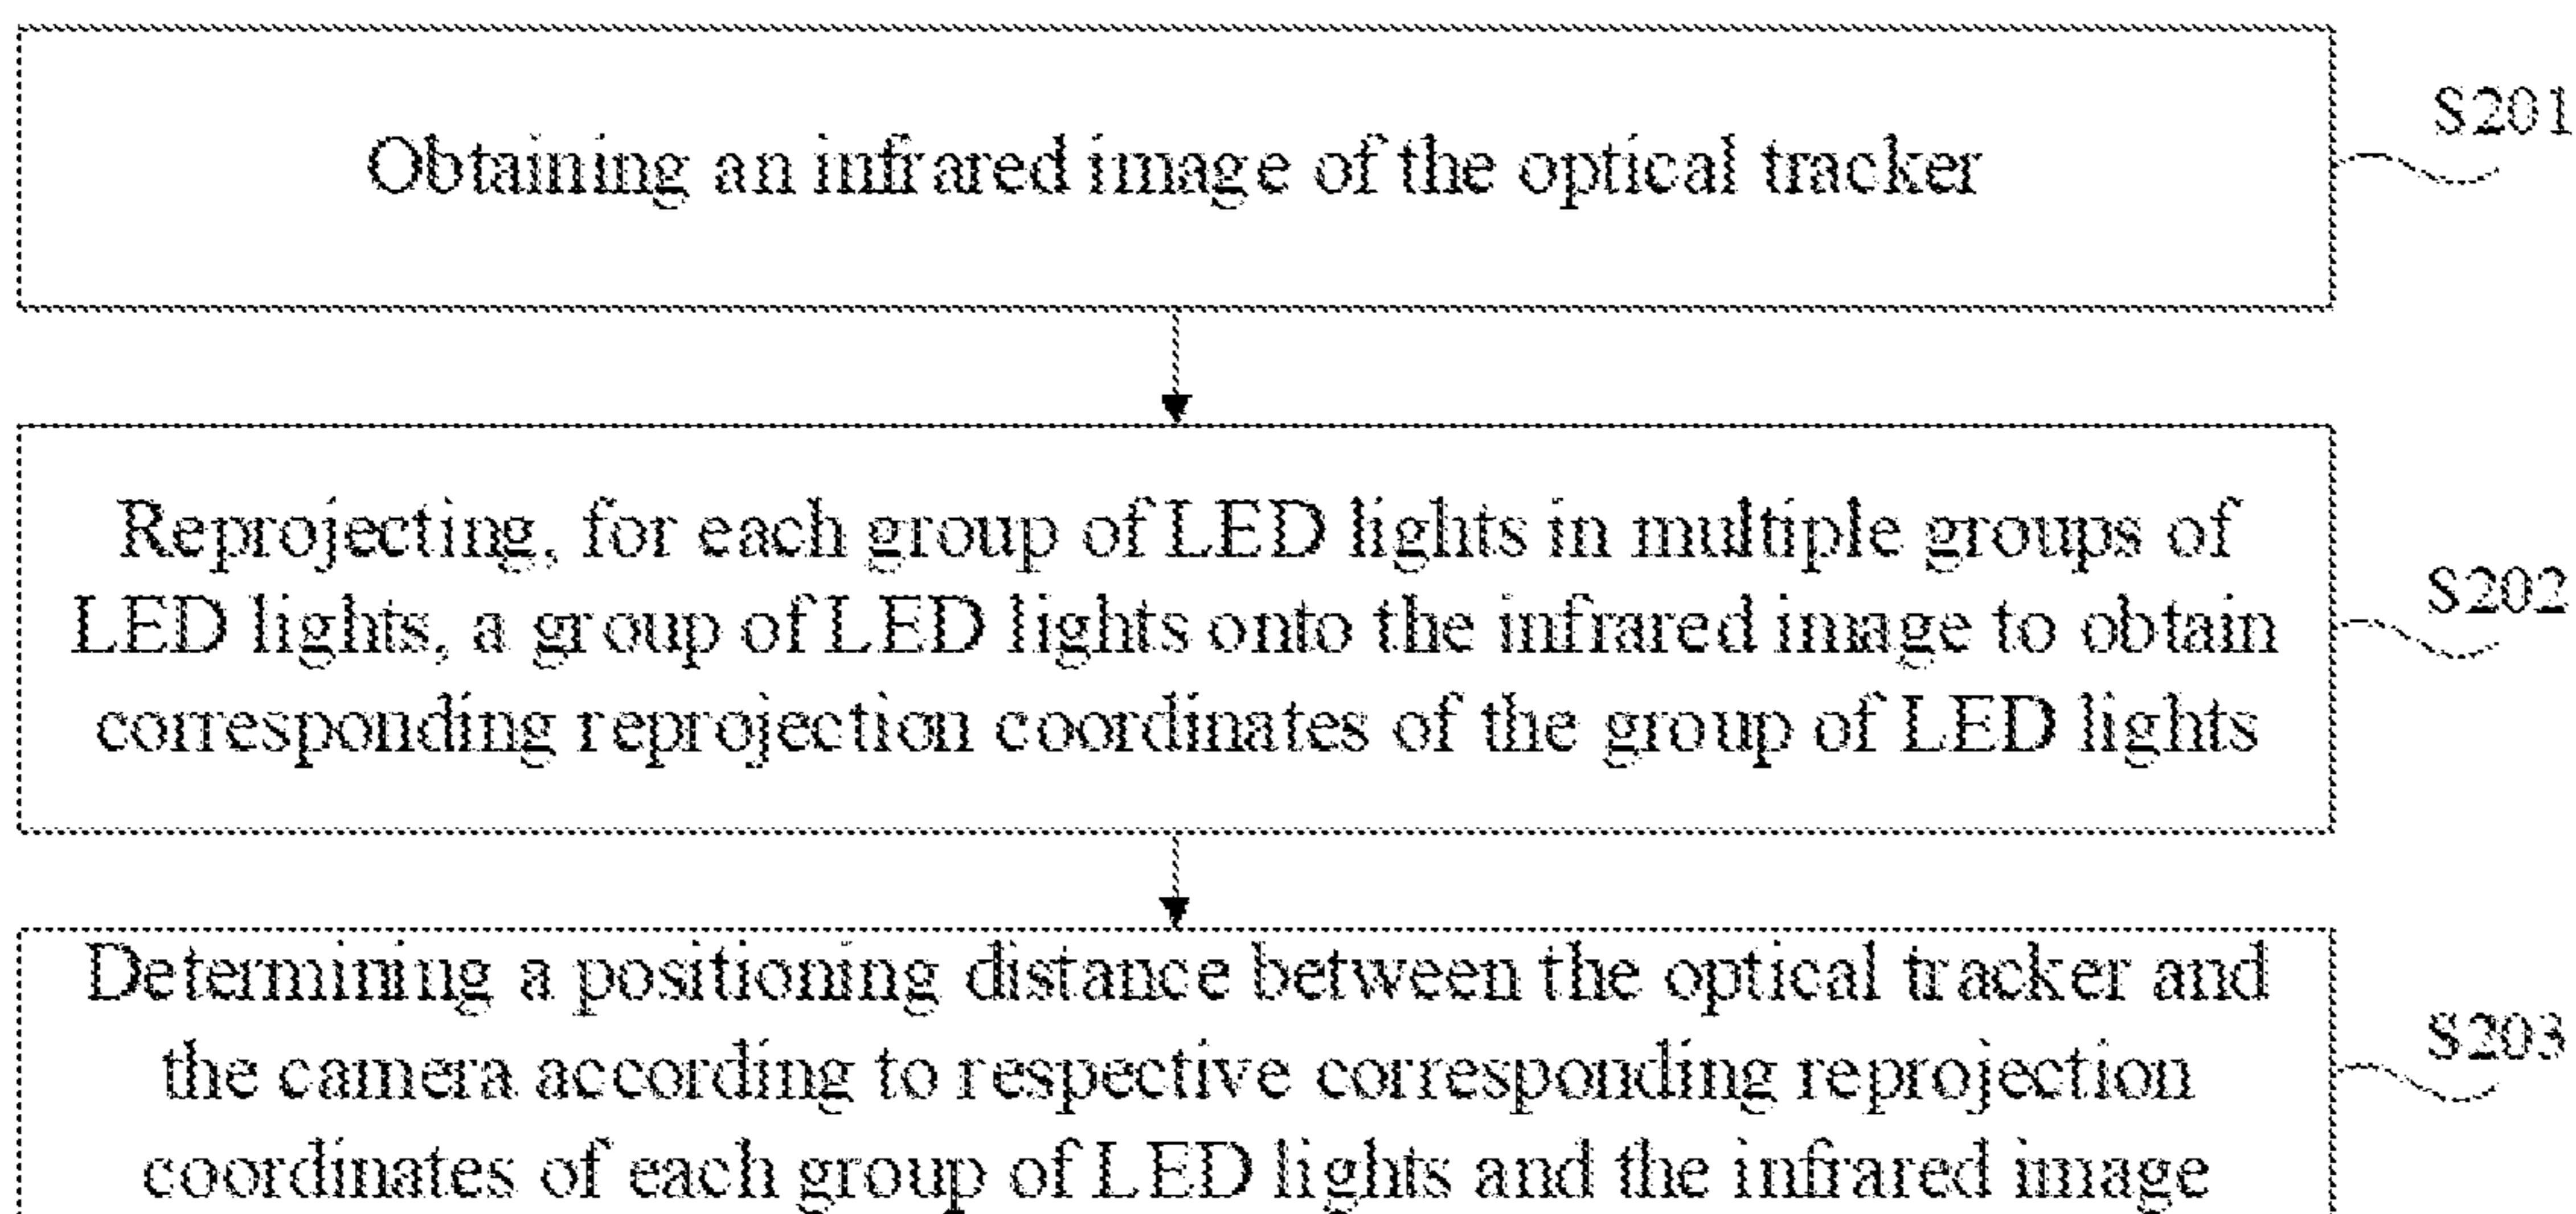 Obtaining an infrared image of the optical tracker
S201
Reprojecting, for each group of LED lights in multiple groups of
LED lights, a group of LED lights onto the infrared image to obtain
corresponding reprojection coordinates of the group of LED lights
S202
Determining a positioning distance between the optical tracker and
the camera according to respective corresponding reprojection
coordinates of each group of LED lights and the infrared image
S203